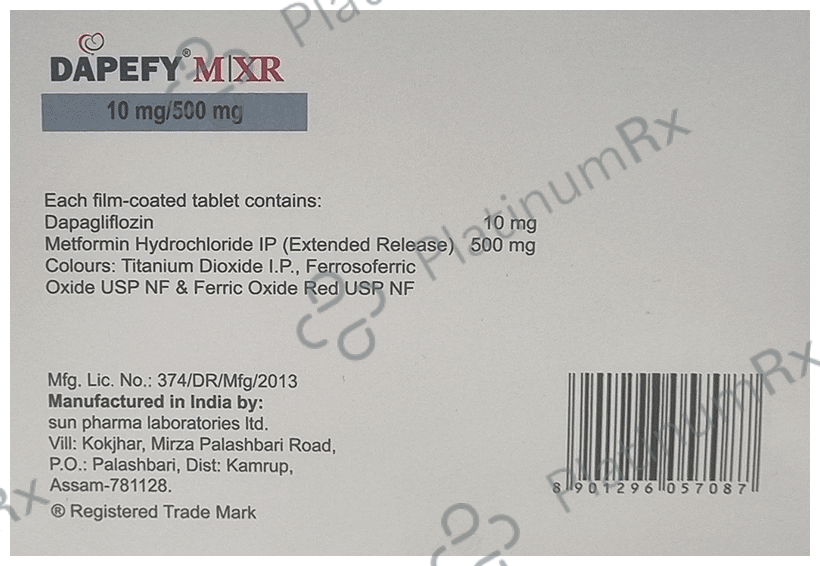 DAPEFY® M|XR
10 mg/500 mg
Each film-coated tablet contains:
Dapagliflozin 10 mg
Metformin Hydrochloride IP (Extended Release) 500 mg
Colours: Titanium Dioxide I.P., Ferrosoferric
Oxide USP NF & Ferric Oxide Red USP NF
Mfg. Lic. No.: 374/DR/Mfg/2013
Manufactured in India by:
sun pharma laboratories ltd.
Vill: Kokjhar, Mirza Palashbari Road,
P.O.: Palashbari, Dist: Kamrup,
Assam-781128.
® Registered Trade Mark
8 901296 057087
PlatinumRx
PlatinumRx
Platinum
Rx